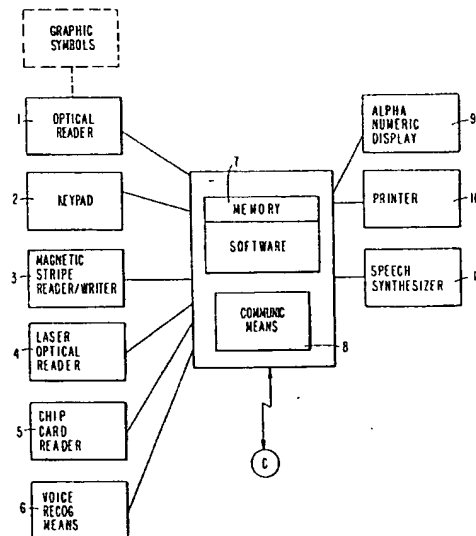 GRAPHIC
SYMBOLS
1
OPTICAL
READER
2
KEYPAD
3
MAGNETIC
STRIPE
READER/WRITER
4
LASER
OPTICAL
READER
5
CHIP
CARD
READER
6
VOICE
RECOG
MEANS
7
MEMORY
SOFTWARE
COMMUNIC
MEANS
8
C
ALPHA
NUMERIC
DISPLAY
9
PRINTER
SPEECH
SYNTHESIZER